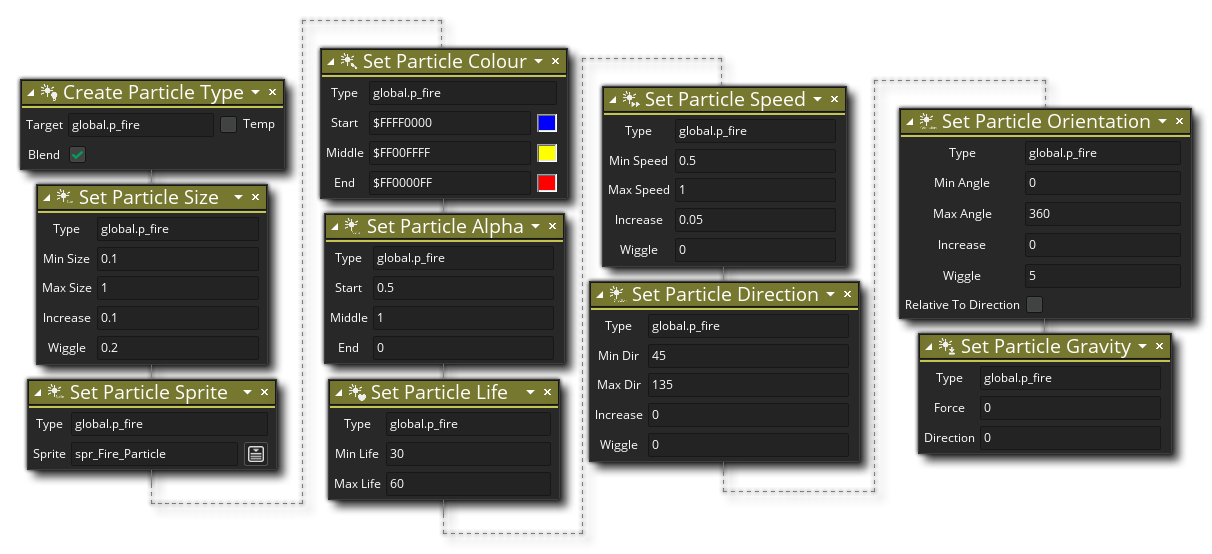 Create Particle Type
Target global.p_fire Temp
Blend
Set Particle Size
Type global.p_fire
Min Size 0.1
Max Size 1
Increase 0.1
Wiggle 0.2
Set Particle Sprite
Type global.p_fire
Sprite spr_Fire_Particle
Set Particle Colour
Type global.p_fire
Start $FFFF0000
Middle $FF00FFFF
End $FF0000FF
Set Particle Alpha
Type global.p_fire
Start 0.5
Middle 1
End 0
Set Particle Life
Type global.p_fire
Min Life 30
Max Life 60
Set Particle Speed
Type global.p_fire
Min Speed 0.5
Max Speed 1
Increase 0.05
Wiggle 0
Set Particle Direction
Type global.p_fire
Min Dir 45
Max Dir 135
Increase 0
Wiggle 0
Set Particle Orientation
Type global.p_fire
Min Angle 0
Max Angle 360
Increase 0
Wiggle 5
Relative To Direction
Set Particle Gravity
Type global.p_fire
Force 0
Direction 0